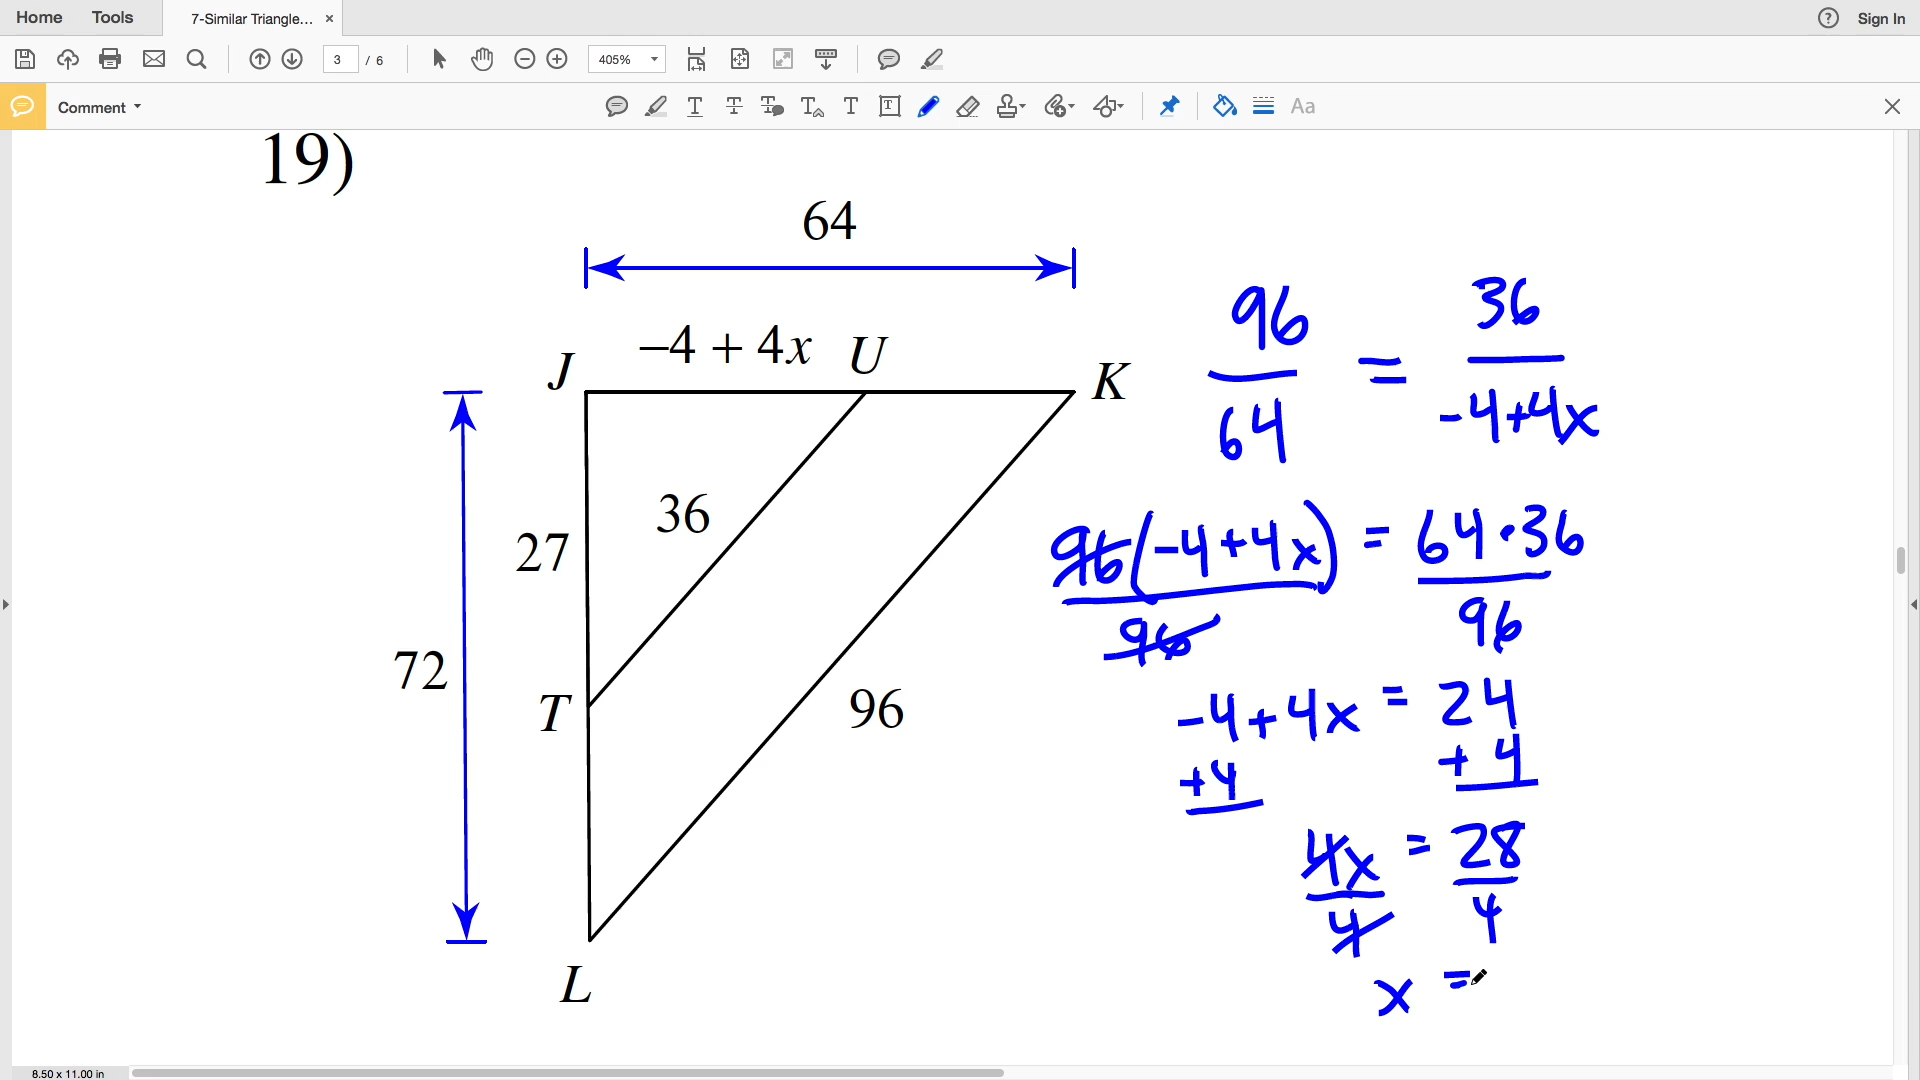 Home Tools 7-Similar Triangle... × ? Sign In
3 / 6 405%
Comment T T T T T T Aa
19)
64
-4 + 4x
J U K
36
27
72
T
96
L
96 / 64 = 36 / -4+4x
96(-4+4x) / 96 = 64·36 / 96
-4+4x = 24
+4 +4
4x / 4 = 28 / 4
x =
8.50 x 11.00 in